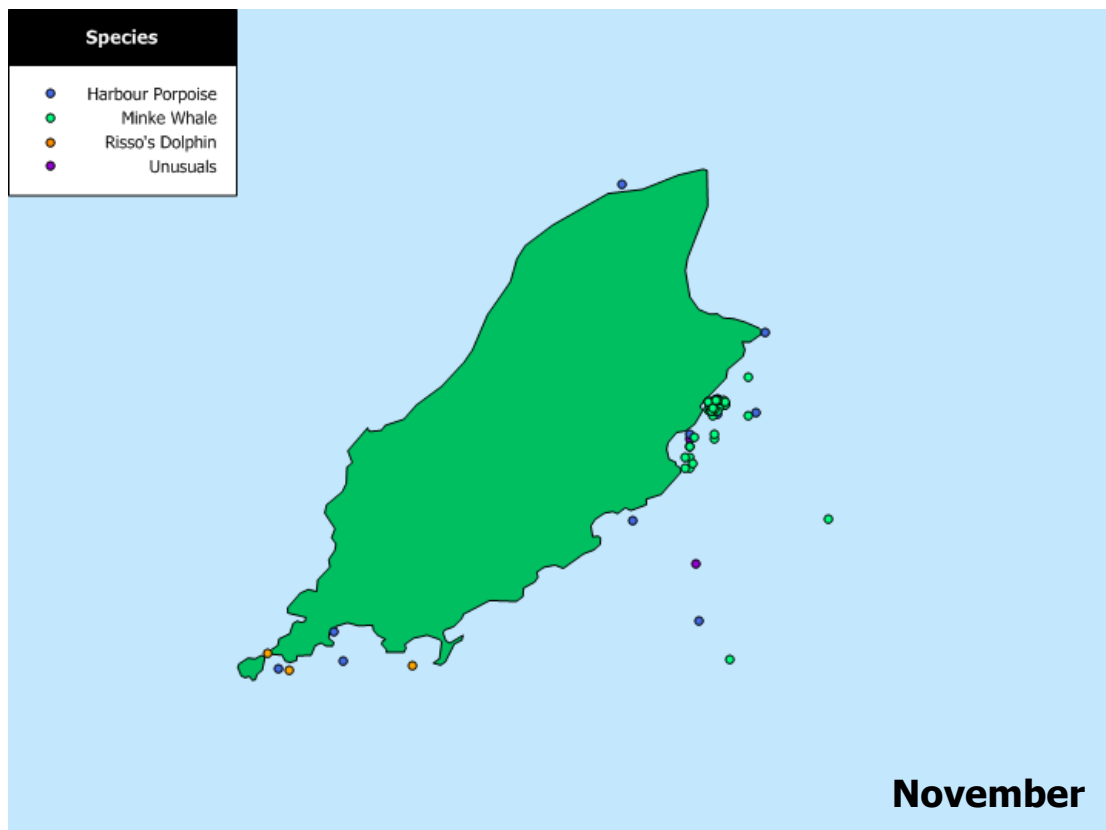 Species
Harbour Porpoise
Minke Whale
Risso's Dolphin
Unusuals
November